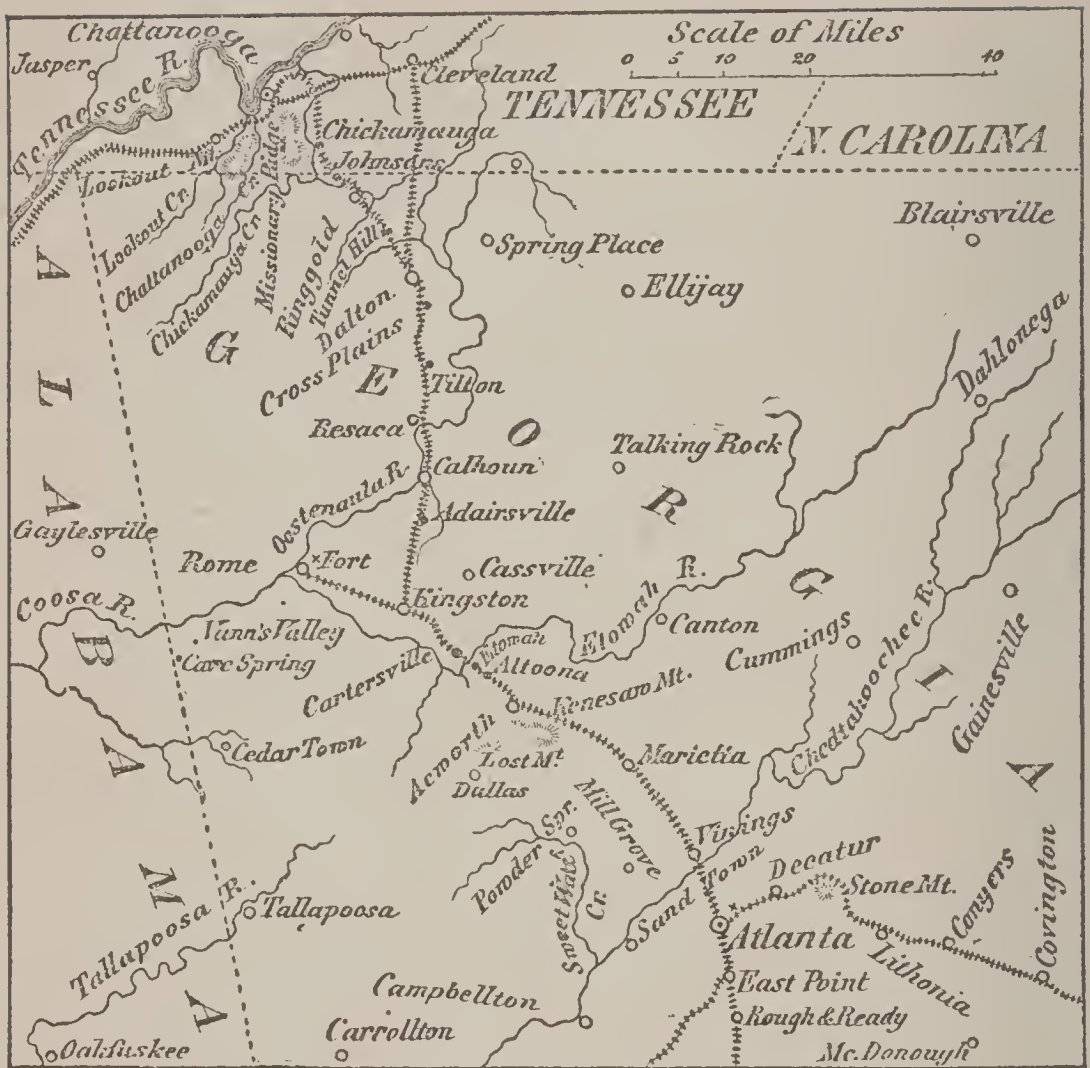 Chattanooga
Scale of Miles
0 5 10 20 40
Jasper
Tennessee R.
Cleveland
TENNESSEE
N. CAROLINA
Chickamauga
Johnsons
Lookout Mt.
Lookout Cr.
Chattanooga Cr.
Chickamauga Cr.
Missionary Ridge
Ringgold
Tunnel Hill
Spring Place
Blairsville
Ellijay
Dalton
Cross Plains
Tilton
Dahlonega
Resaca
Calhoun
Talking Rock
Oostenaula R.
Adairsville
Gaylesville
Rome
Fort
Cassville
Kingston
Etowah R.
Canton
Cummings
Chattakoochee R.
Gainesville
Coosa R.
Vann's Valley
Cave Spring
Cartersville
Etowah
Altoona
Kenesaw Mt.
Cedar Town
Acworth
Lost Mt.
Dallas
Marietta
Mill Grove
Vinings
Powder Spr.
Sweet Water Cr.
Sand Town
Decatur
Stone Mt.
Conyers
Covington
Tallapoosa R.
Tallapoosa
Atlanta
Lithonia
Campbellton
East Point
Carrollton
Rough & Ready
Oakfuskee
Mc. Donough
GEORGIA
ALABAMA